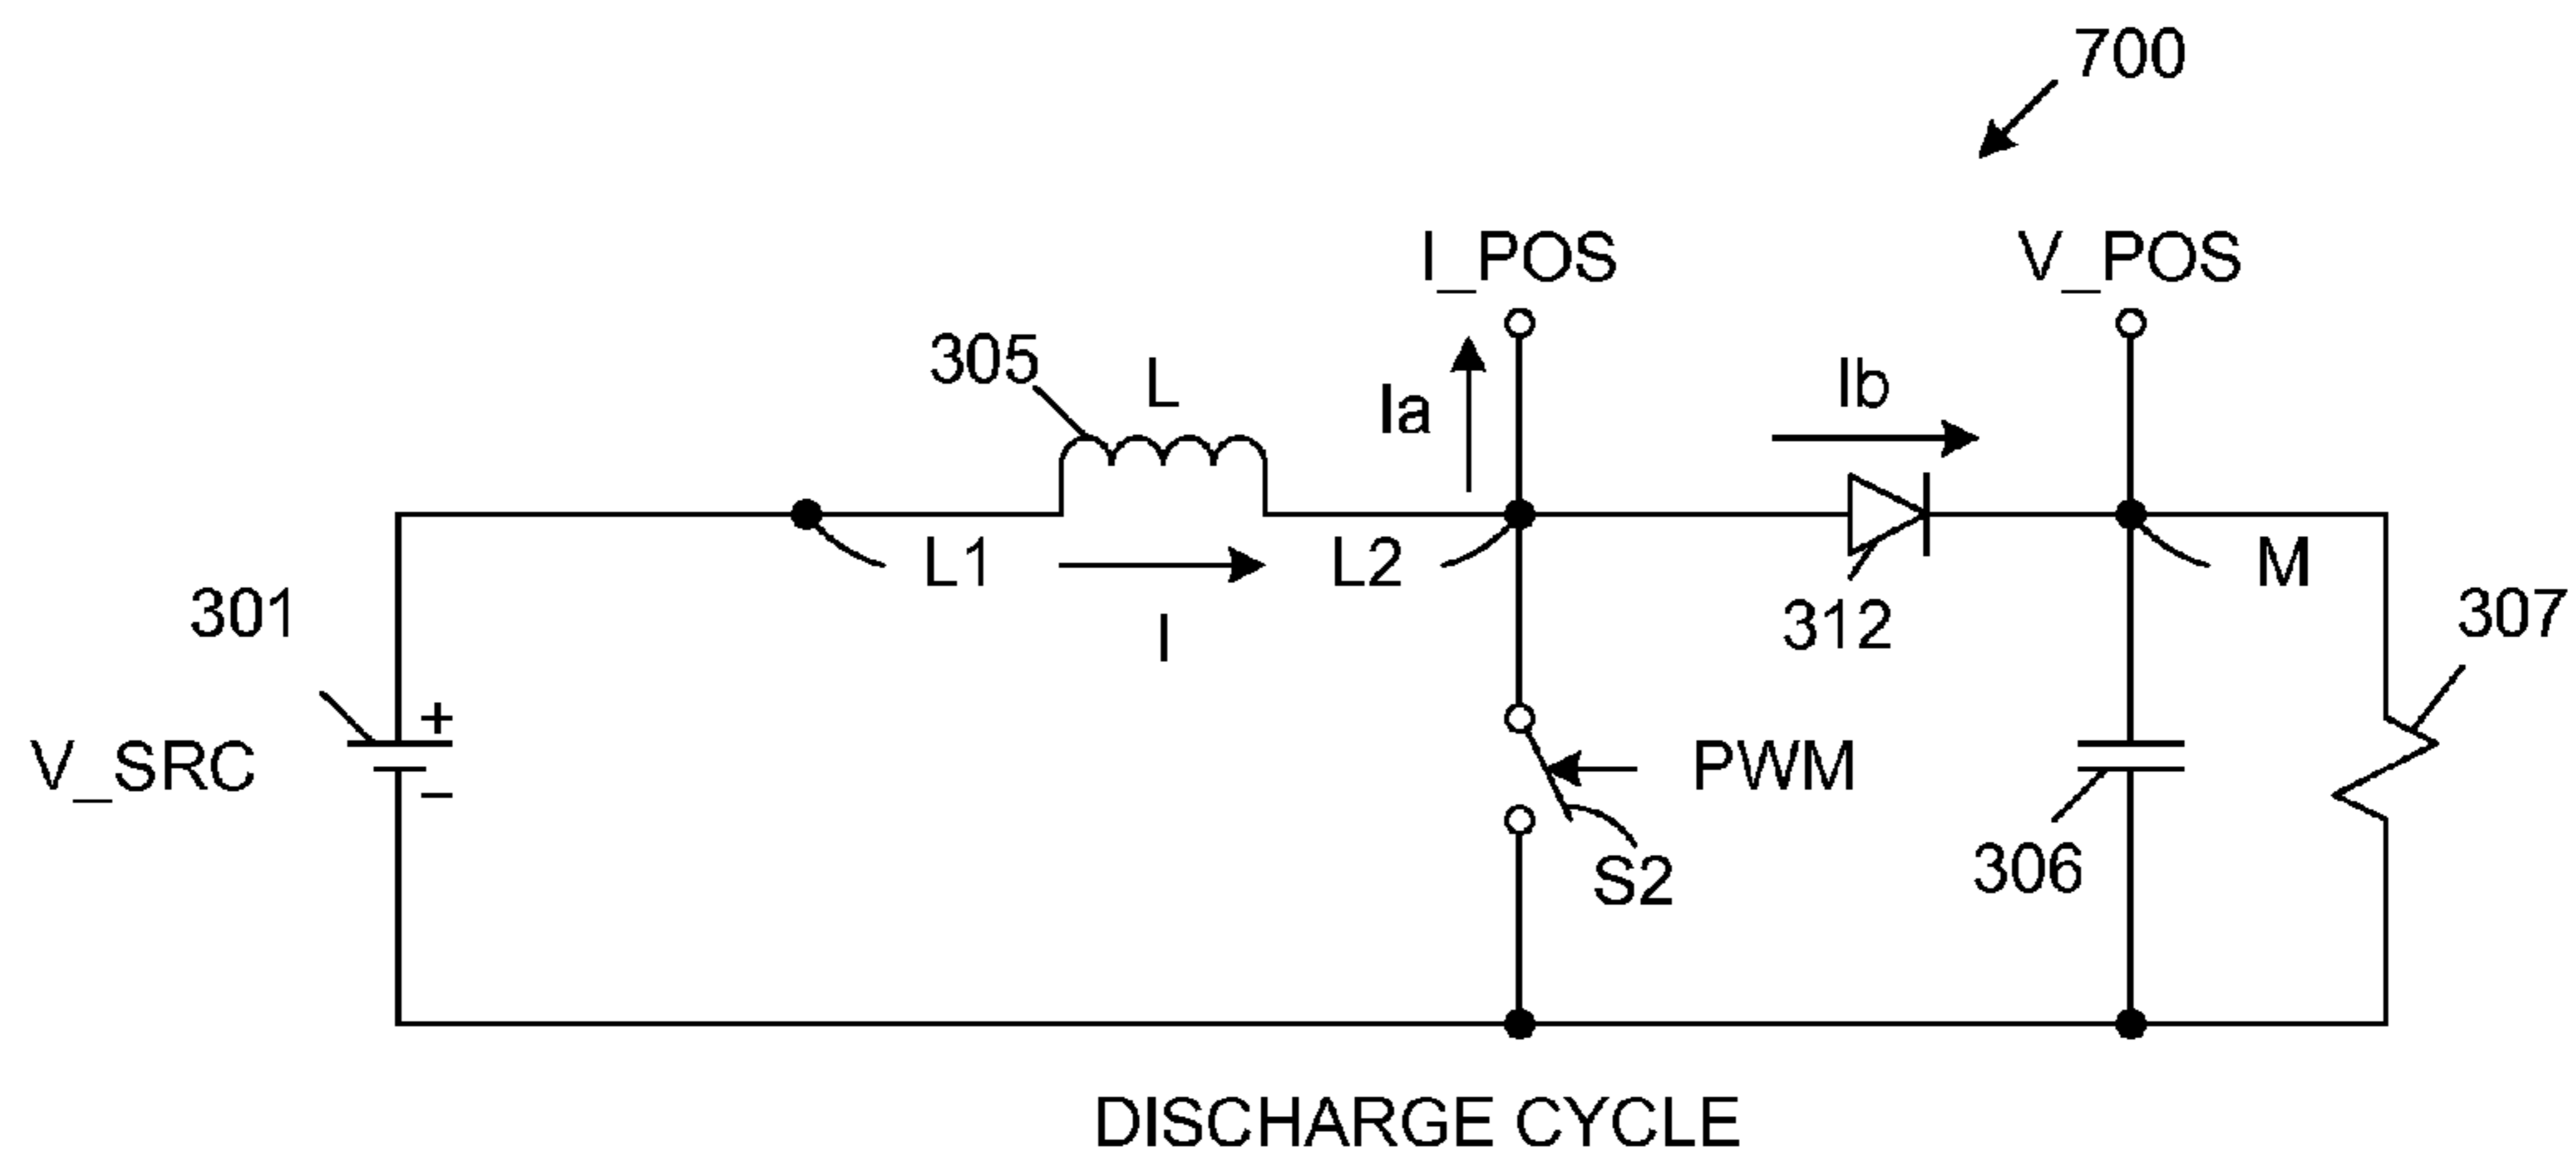 700
I_POS
V_POS
305
L
Ia
Ib
L1
I
L2
M
312
301
307
+
V_SRC
−
PWM
S2
306
DISCHARGE CYCLE